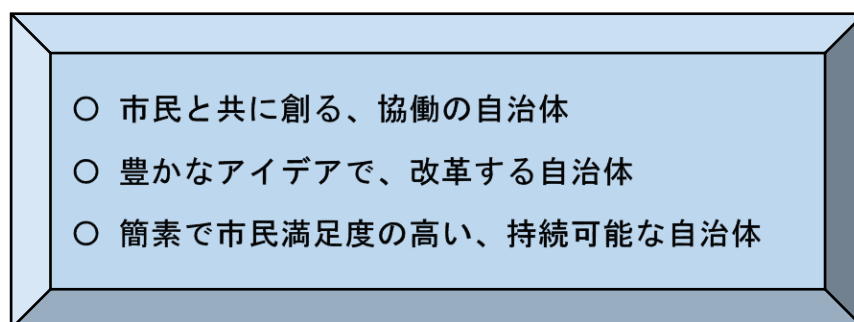 ○ 市民と共に創る、協働の自治体
○ 豊かなアイデアで、改革する自治体
○ 簡素で市民満足度の高い、持続可能な自治体